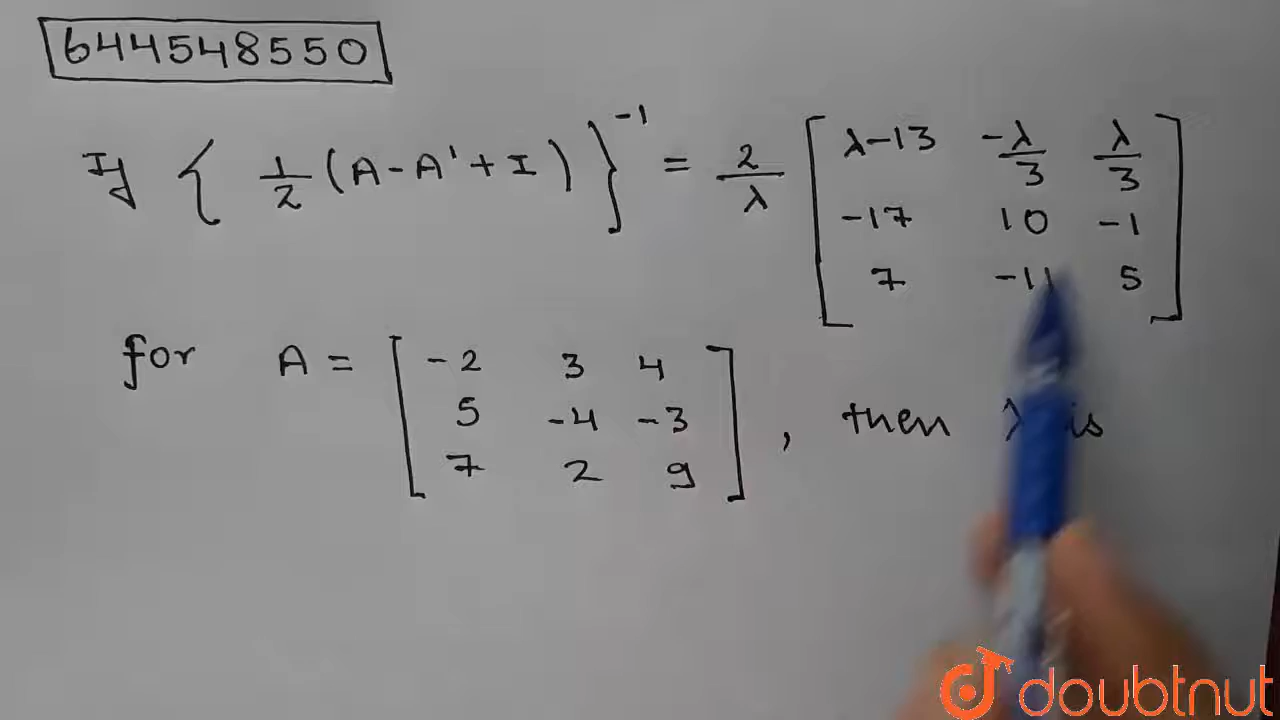 644548550
If { 1/2 (A - A' + I) }^-1 = 2/λ [ λ-13 -λ/3 λ/3
-17 10 -1
7 -11 5 ]
for A = [ -2 3 4
5 -4 -3
7 2 9 ] , then λ is
doubtnut